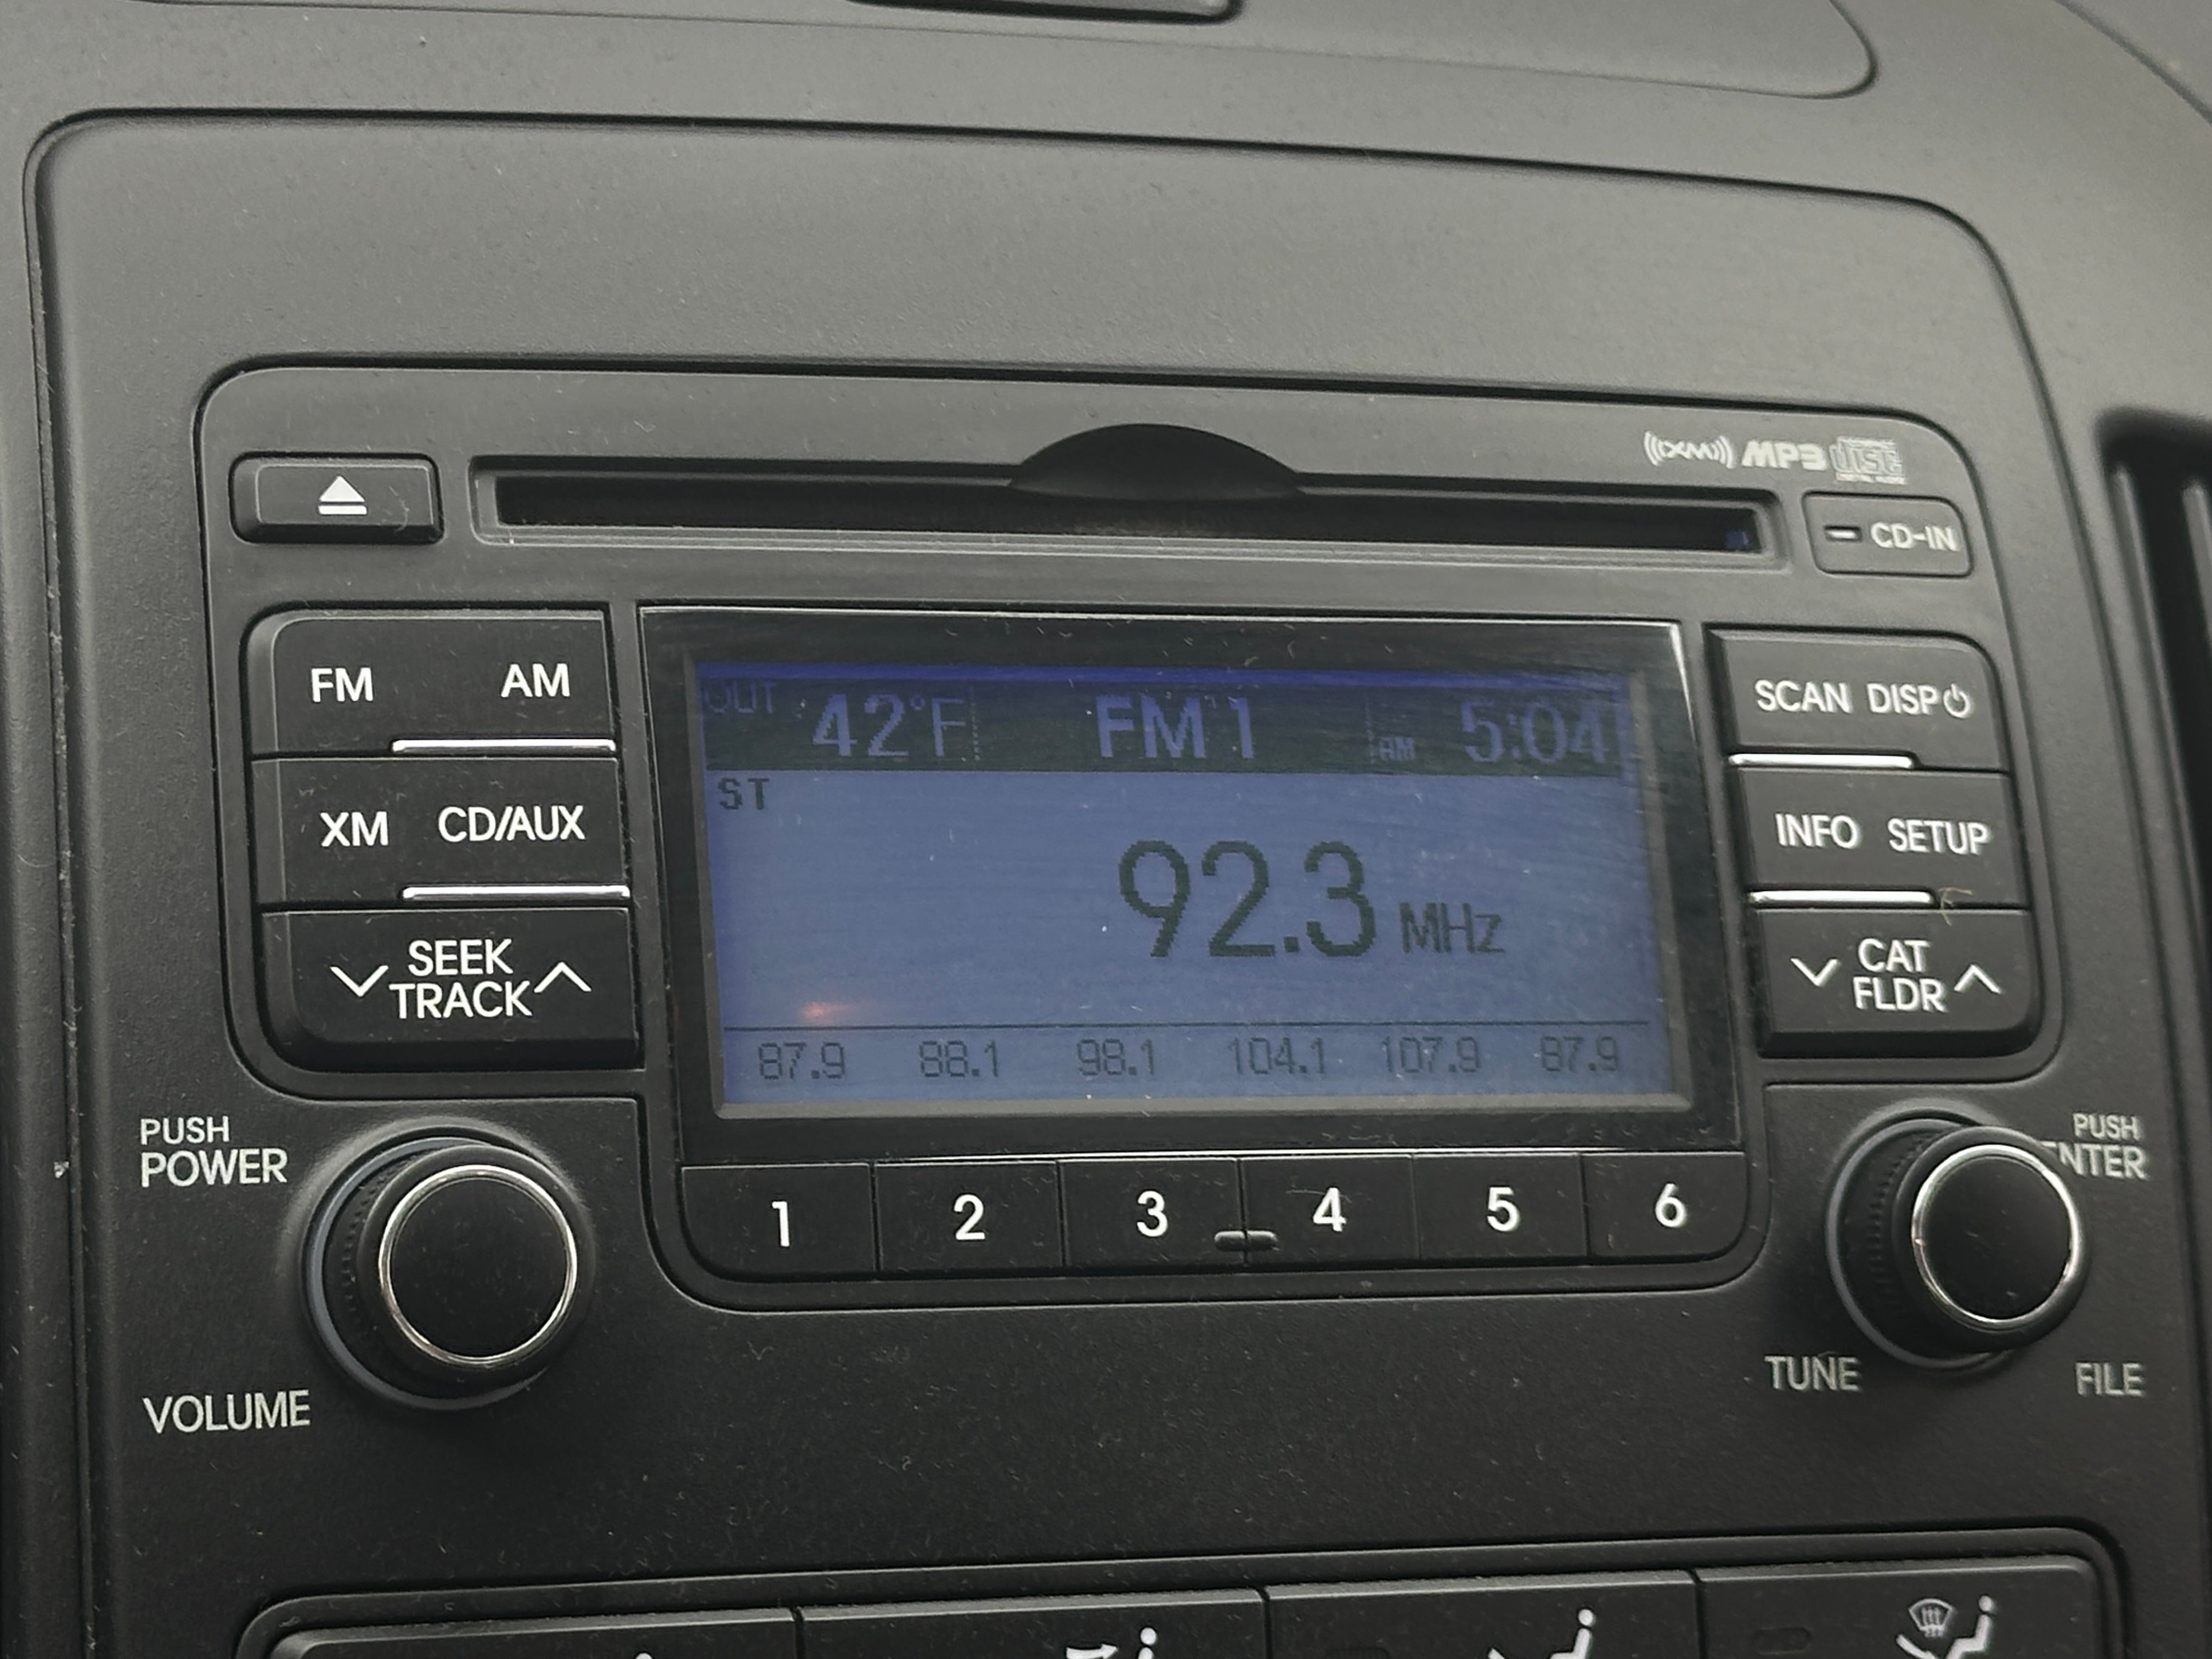 XM MP3 disc
CD-IN
FM AM
SCAN DISP
OUT 42°F FM1 AM 5:04
ST
XM CD/AUX
INFO SETUP
92.3 MHz
SEEK
TRACK
CAT
FLDR
87.9 88.1 98.1 104.1 107.9 87.9
PUSH
POWER
PUSH
1 2 3 4 5 6
VOLUME
TUNE FILE